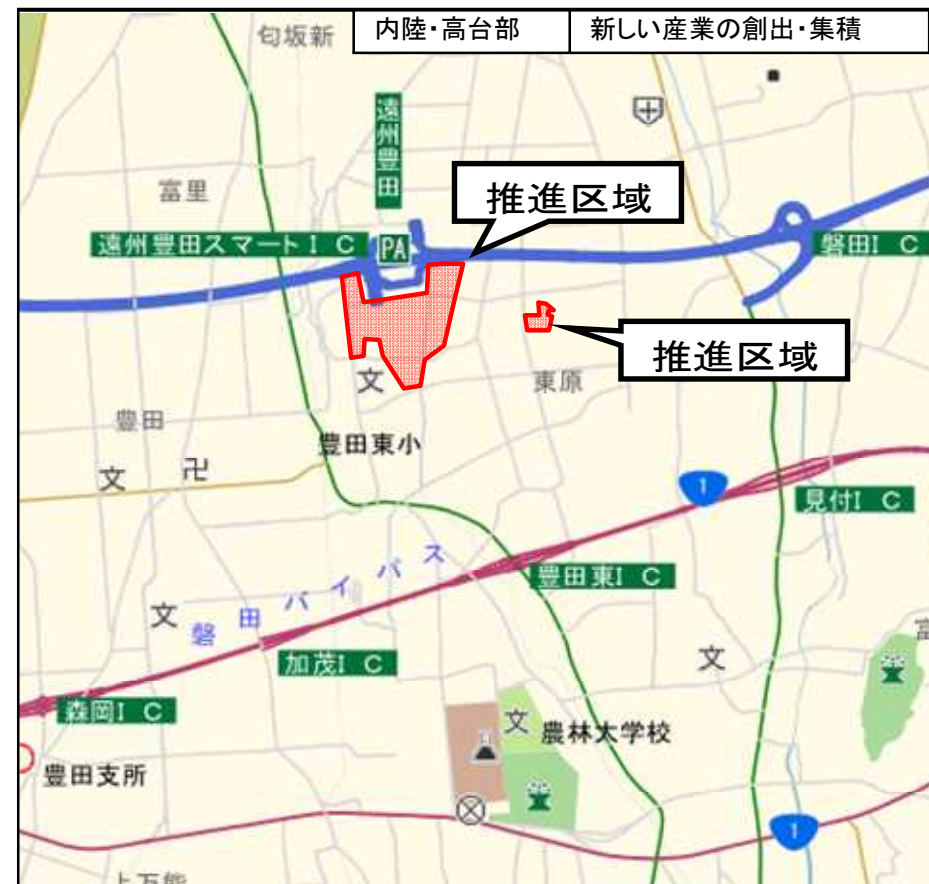 匂坂新
内陸・高台部
新しい産業の創出・集積
遠州豊田
富里
推進区域
遠州豊田スマートIC
PA
磐田IC
推進区域
東原
文
豊田
豊田東小
文
卍
1
見付IC
磐田バイパス
豊田東IC
文
加茂IC
文
富
森岡IC
文
農林大学校
豊田支所
1
上万能